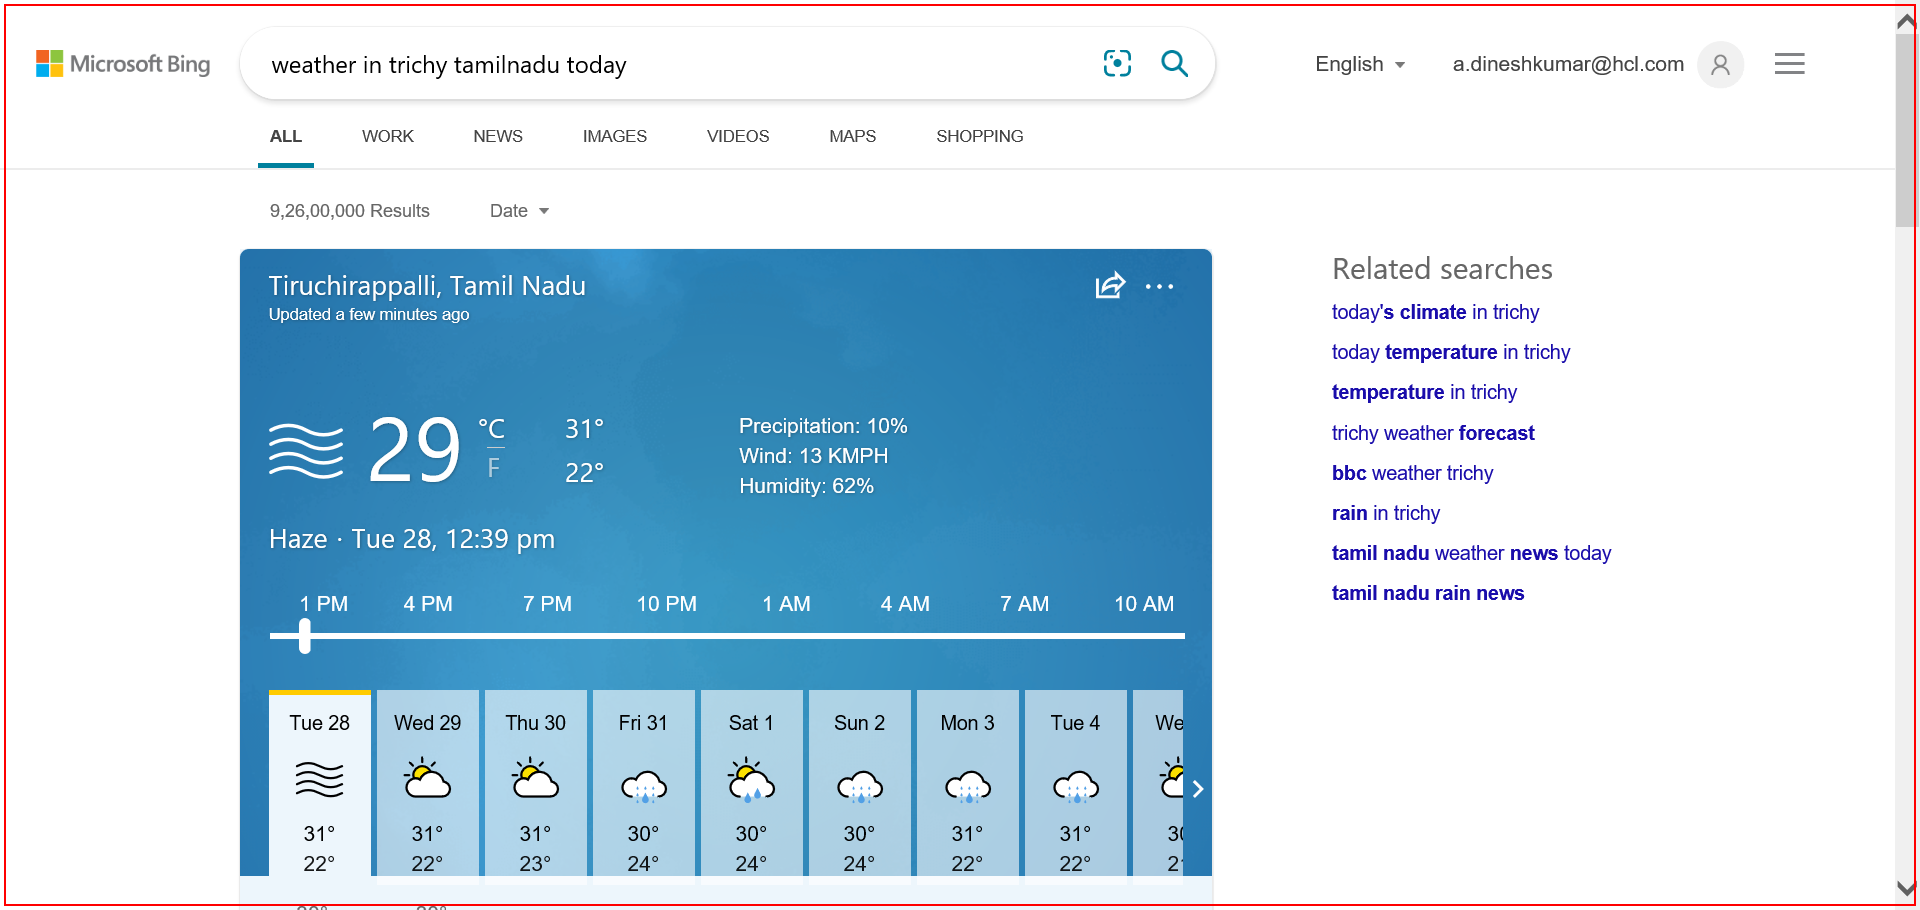 Microsoft Bing
weather in trichy tamilnadu today
English
a.dineshkumar@hcl.com
ALL WORK NEWS IMAGES VIDEOS MAPS SHOPPING
9,26,00,000 Results Date
Tiruchirappalli, Tamil Nadu
Updated a few minutes ago
29 °C F
31°
22°
Precipitation: 10%
Wind: 13 KMPH
Humidity: 62%
Haze · Tue 28, 12:39 pm
1 PM 4 PM 7 PM 10 PM 1 AM 4 AM 7 AM 10 AM
Tue 28 Wed 29 Thu 30 Fri 31 Sat 1 Sun 2 Mon 3 Tue 4 We
31° 31° 31° 30° 30° 30° 31° 31°
22° 22° 23° 24° 24° 24° 22° 22°
Related searches
today's climate in trichy
today temperature in trichy
temperature in trichy
trichy weather forecast
bbc weather trichy
rain in trichy
tamil nadu weather news today
tamil nadu rain news